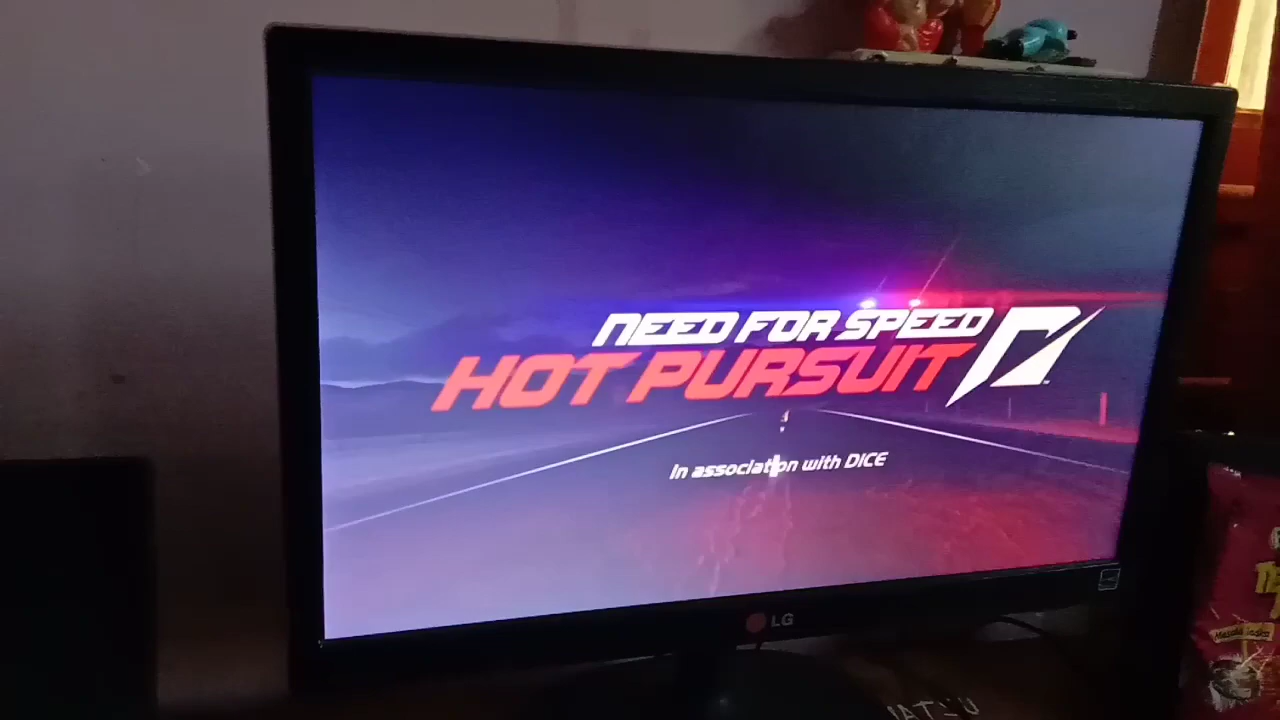 NEED FOR SPEED
HOT PURSUIT
In association with DICE
LG